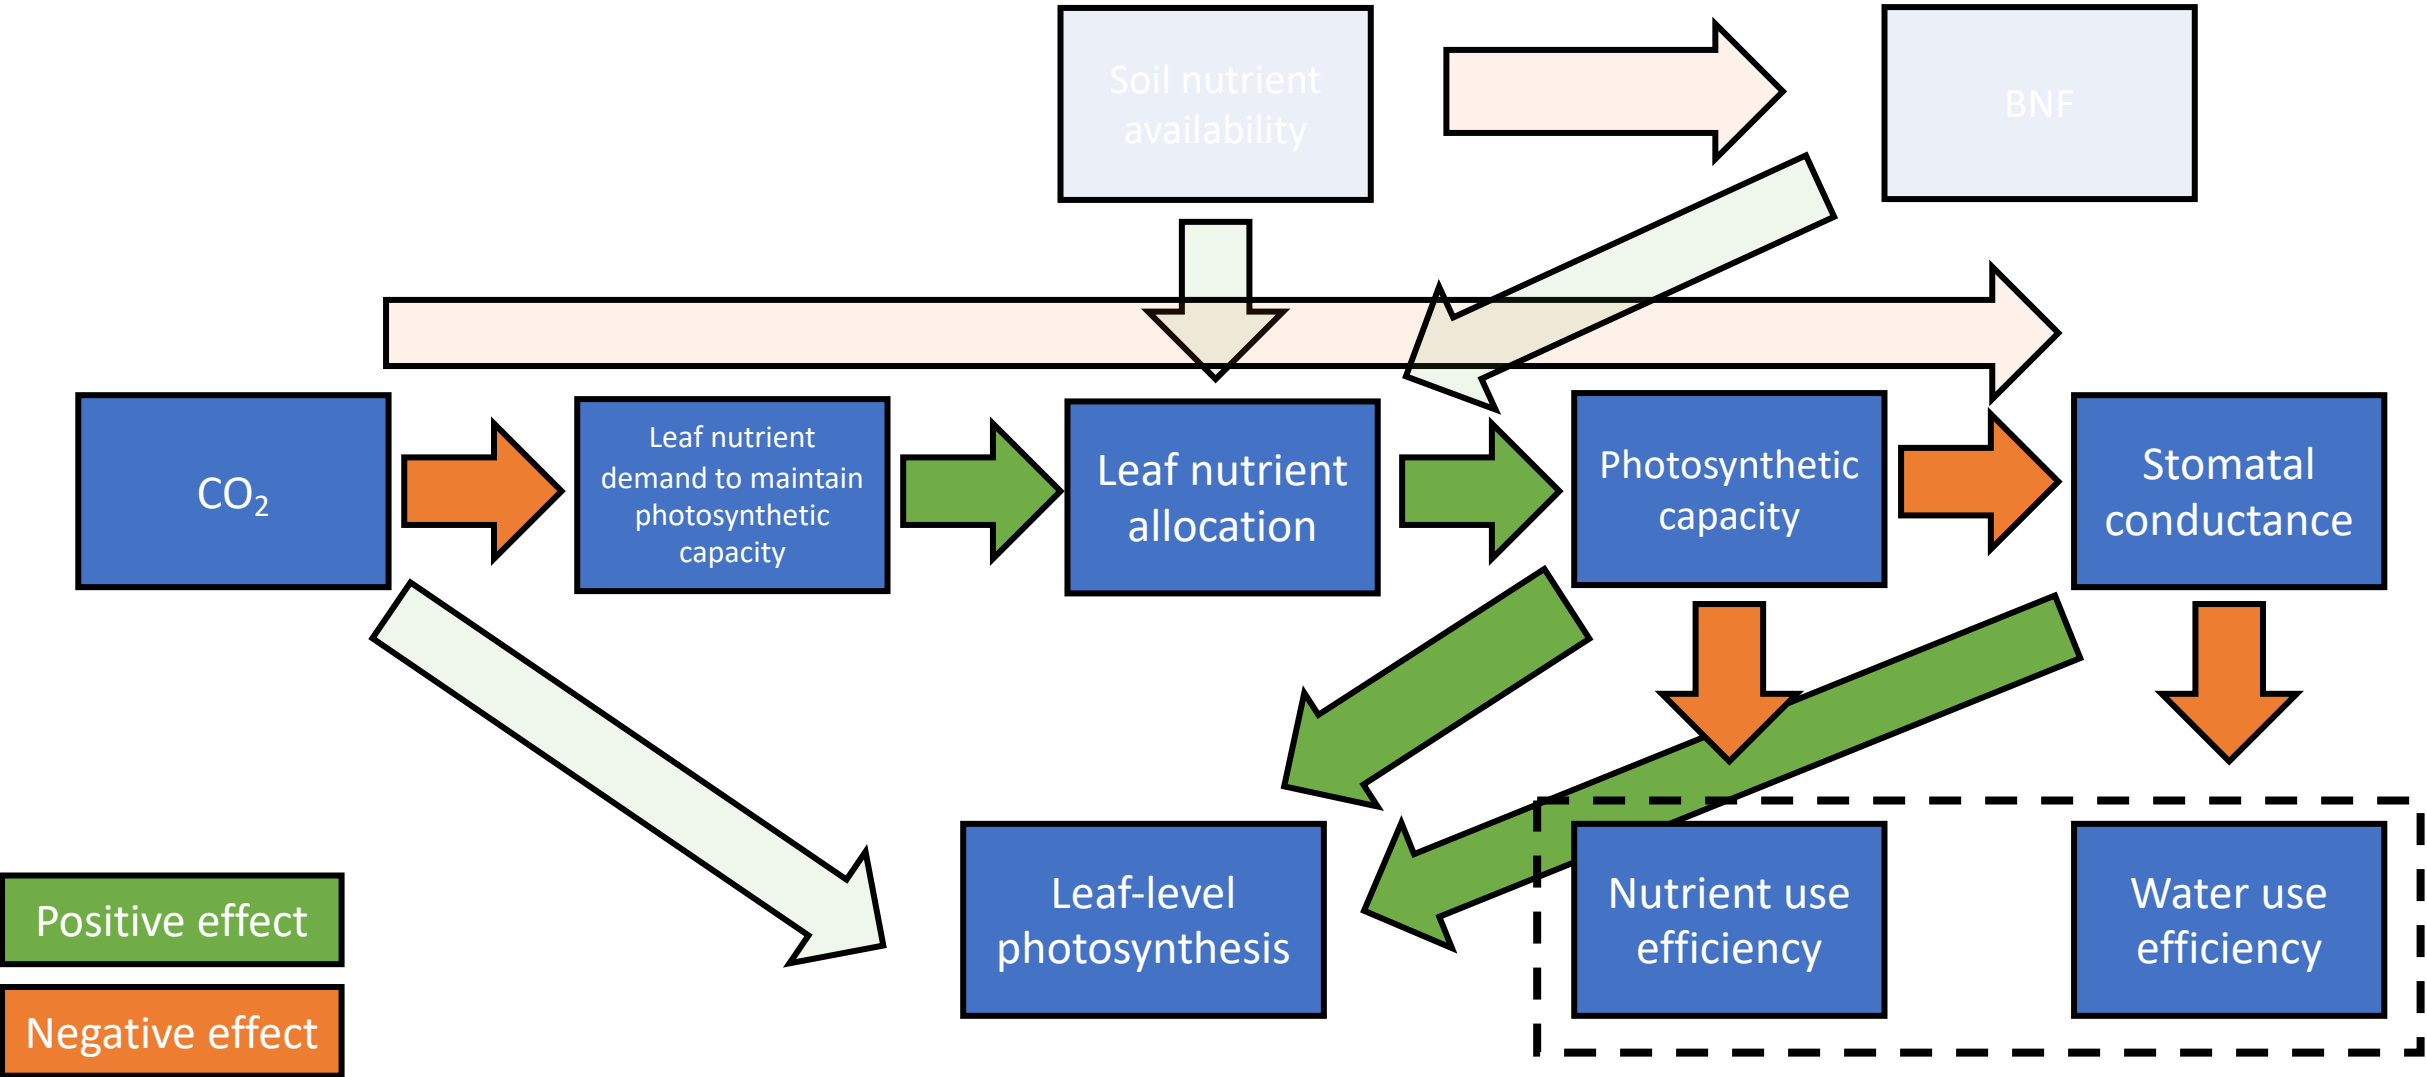 Soil nutrient
availability
BNF
CO₂
Leaf nutrient
demand to maintain
photosynthetic
capacity
Leaf nutrient
allocation
Photosynthetic
capacity
Stomatal
conductance
Leaf-level
photosynthesis
Nutrient use
efficiency
Water use
efficiency
Positive effect
Negative effect